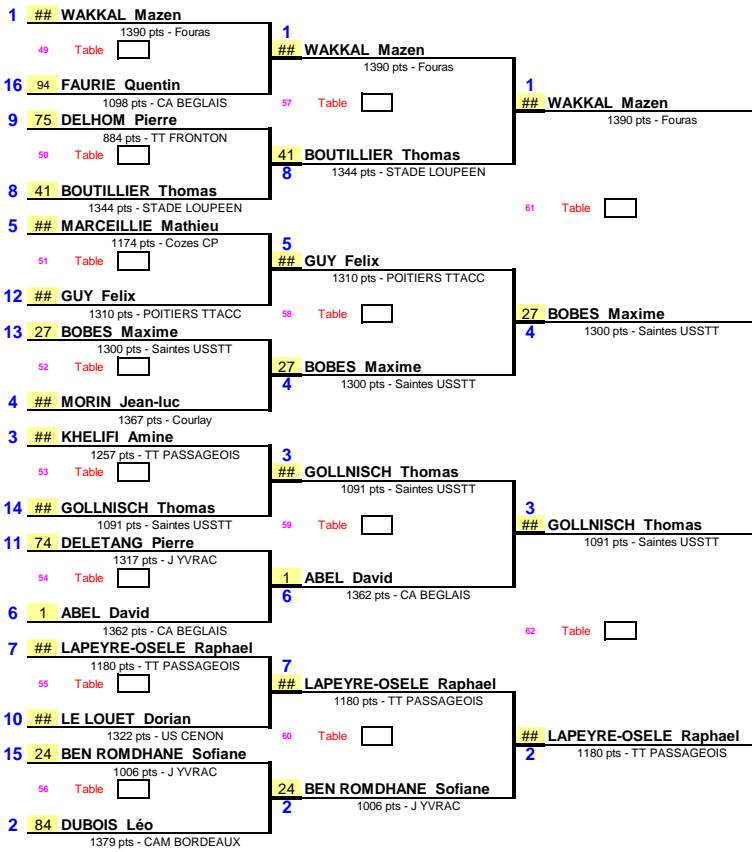 1 ## WAKKAL Mazen
1390 pts - Fouras
49 Table
16 94 FAURIE Quentin
1098 pts - CA BEGLAIS
9 75 DELHOM Pierre
884 pts - TT FRONTON
50 Table
8 41 BOUTILLIER Thomas
1344 pts - STADE LOUPEEN
5 ## MARCEILLIE Mathieu
1174 pts - Cozes CP
51 Table
12 ## GUY Felix
1310 pts - POITIERS TTACC
13 27 BOBES Maxime
1300 pts - Saintes USSTT
52 Table
4 ## MORIN Jean-luc
1367 pts - Courlay
3 ## KHELIFI Amine
1257 pts - TT PASSAGEOIS
53 Table
14 ## GOLLNISCH Thomas
1091 pts - Saintes USSTT
11 74 DELETANG Pierre
1317 pts - J YVRAC
54 Table
6 1 ABEL David
1362 pts - CA BEGLAIS
7 ## LAPEYRE-OSELE Raphael
1180 pts - TT PASSAGEOIS
55 Table
10 ## LE LOUET Dorian
1322 pts - US CENON
15 24 BEN ROMDHANE Sofiane
1006 pts - J YVRAC
56 Table
2 84 DUBOIS Léo
1379 pts - CAM BORDEAUX
1
## WAKKAL Mazen
1390 pts - Fouras
57 Table
41 BOUTILLIER Thomas
8 1344 pts - STADE LOUPEEN
5
## GUY Felix
1310 pts - POITIERS TTACC
58 Table
27 BOBES Maxime
4 1300 pts - Saintes USSTT
3
## GOLLNISCH Thomas
1091 pts - Saintes USSTT
59 Table
1 ABEL David
6 1362 pts - CA BEGLAIS
7
## LAPEYRE-OSELE Raphael
1180 pts - TT PASSAGEOIS
60 Table
24 BEN ROMDHANE Sofiane
2 1006 pts - J YVRAC
1
## WAKKAL Mazen
1390 pts - Fouras
61 Table
27 BOBES Maxime
4 1300 pts - Saintes USSTT
3
## GOLLNISCH Thomas
1091 pts - Saintes USSTT
62 Table
## LAPEYRE-OSELE Raphael
2 1180 pts - TT PASSAGEOIS